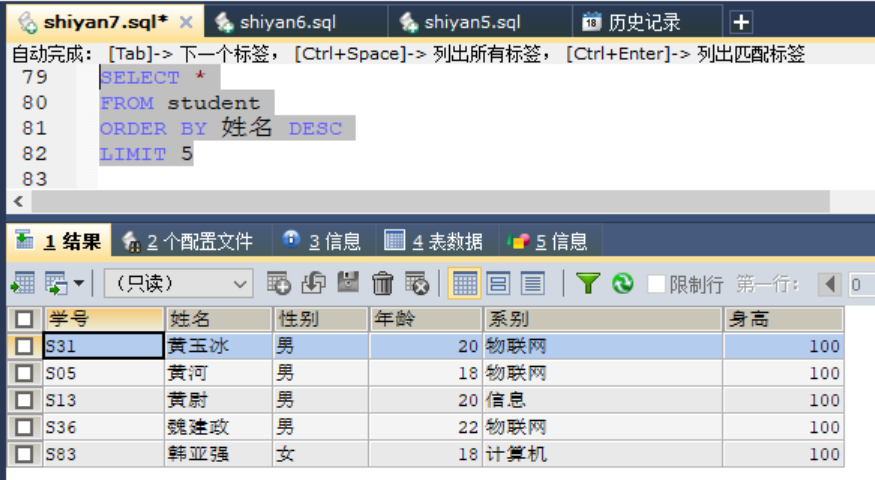 shiyan7.sql* × shiyan6.sql shiyan5.sql 18 历史记录 +
自动完成: [Tab]-> 下一个标签, [Ctrl+Space]-> 列出所有标签, [Ctrl+Enter]-> 列出匹配标签
79 SELECT *
80 FROM student
81 ORDER BY 姓名 DESC
82 LIMIT 5
83
1 结果 2 个配置文件 3 信息 4 表数据 5 信息
(只读) 限制行 第一行: 0
学号 姓名 性别 年龄 系别 身高
S31 黄玉冰 男 20 物联网 100
S05 黄河 男 18 物联网 100
S13 黄尉 男 20 信息 100
S36 魏建政 男 22 物联网 100
S83 韩亚强 女 18 计算机 100